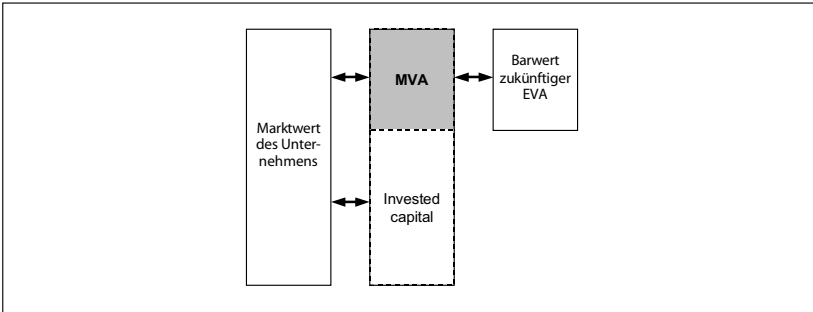 Marktwert
des Unter-
nehmens
MVA
Invested
capital
Barwert
zukünftiger
EVA